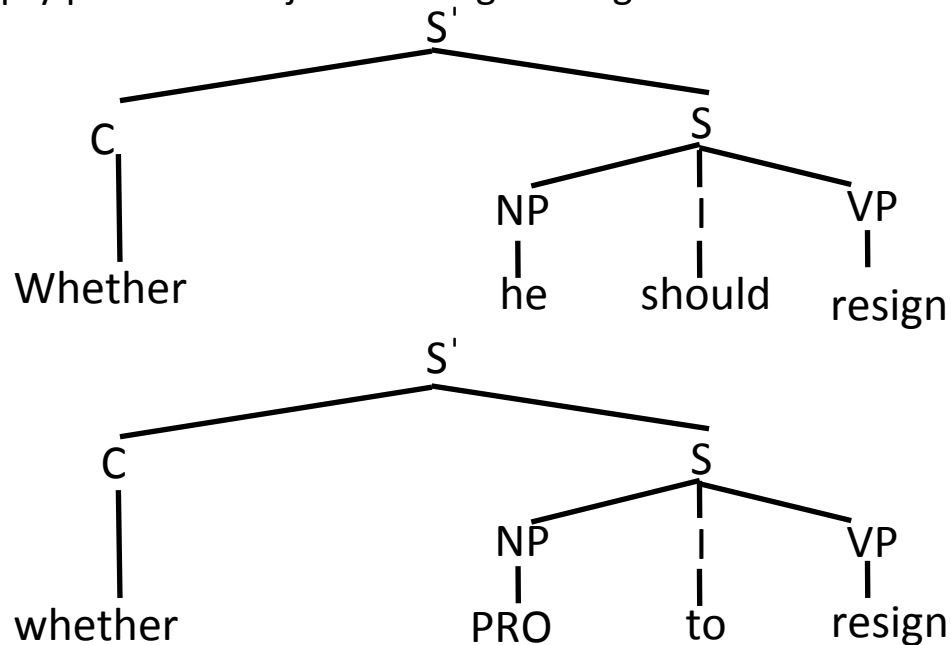 S'
C S
NP I VP
Whether he should resign
S'
C S
NP I VP
whether PRO to resign